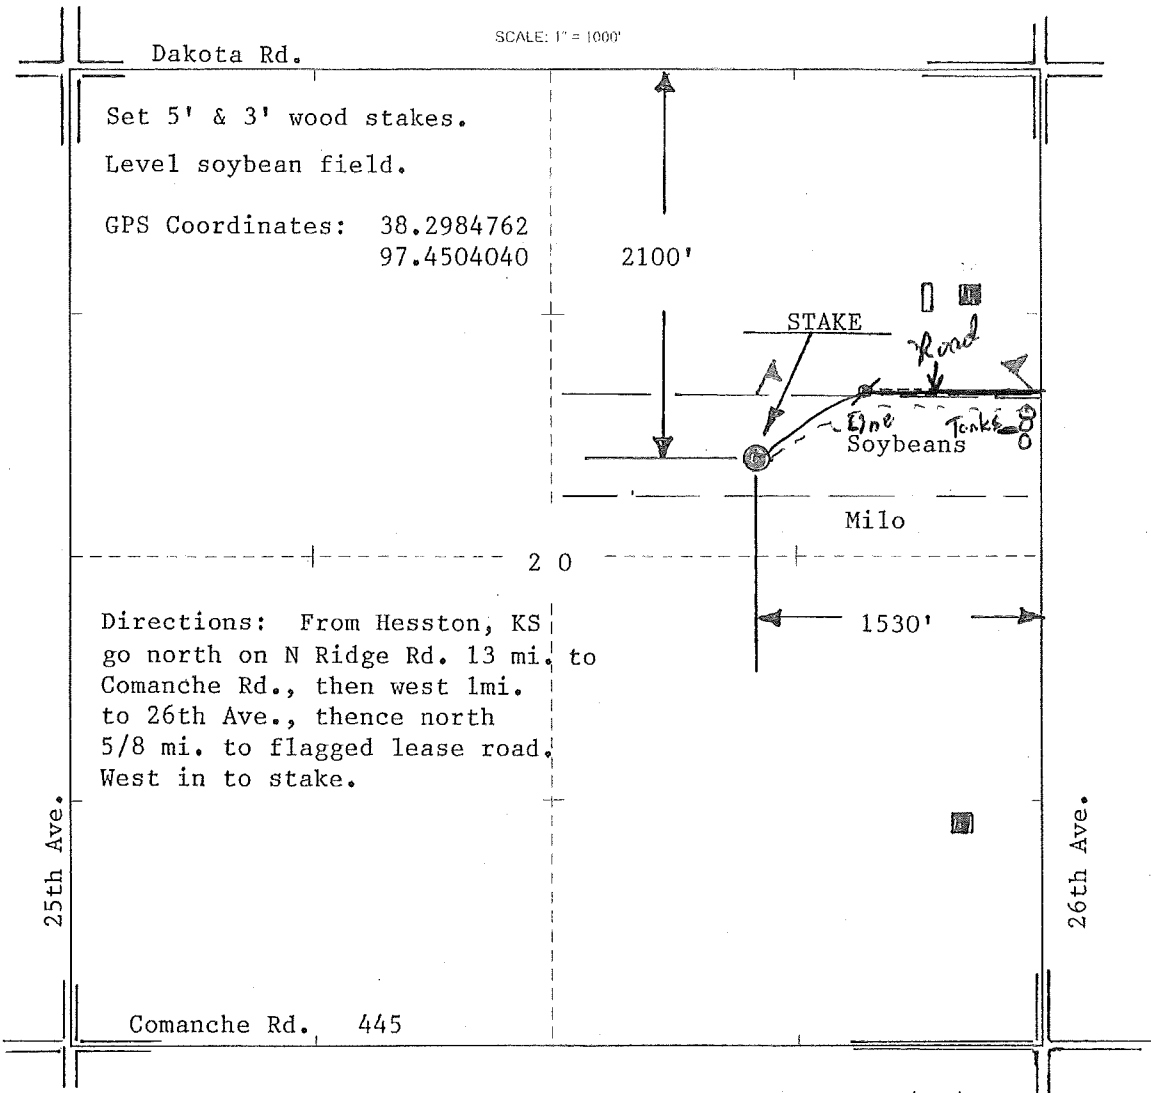 SCALE: 1" = 1000'
Dakota Rd.
Set 5' & 3' wood stakes.
Level soybean field.
GPS Coordinates: 38.2984762
97.4504040
2100'
STAKE
Road
Line
Tanks
Soybeans
Milo
2 0
1530'
Directions: From Hesston, KS
go north on N Ridge Rd. 13 mi. to
Comanche Rd., then west 1mi.
to 26th Ave., thence north
5/8 mi. to flagged lease road.
West in to stake.
25th Ave.
26th Ave.
Comanche Rd. 445